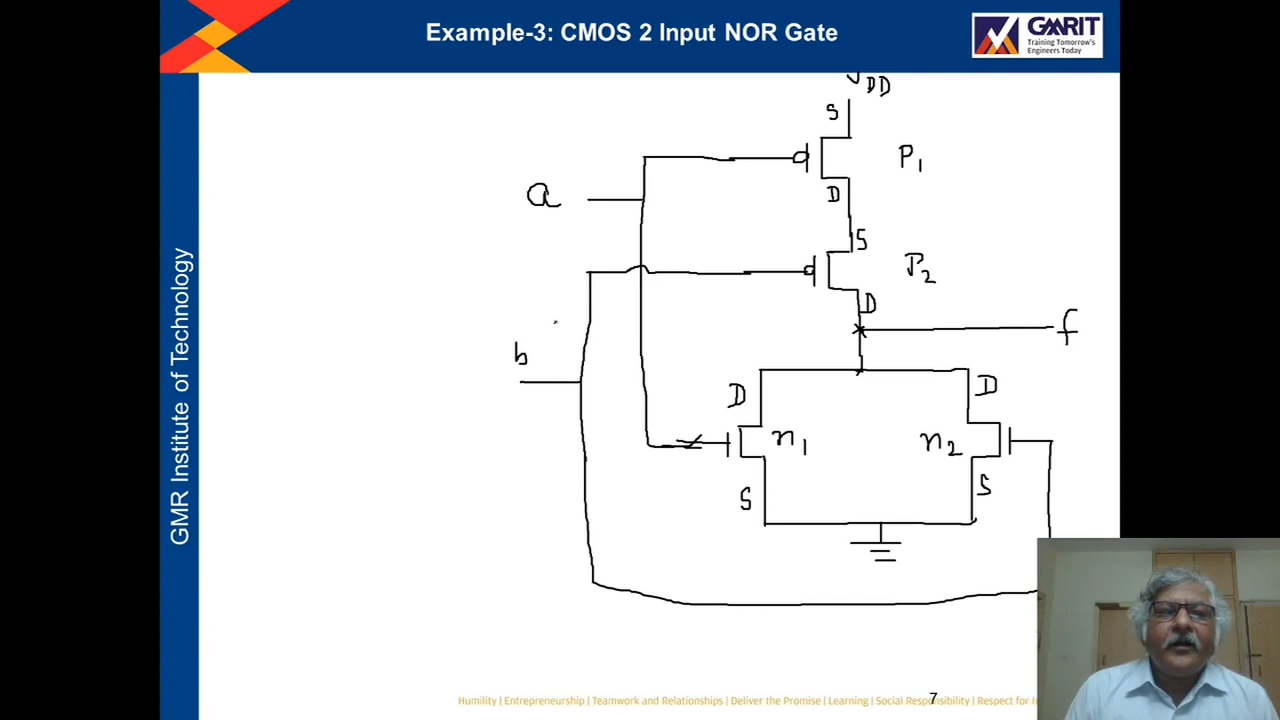 Example-3: CMOS 2 Input NOR Gate
GMRIT
Training Tomorrow's
Engineers Today
GMR Institute of Technology
VDD
S
P1
D
a
S
P2
D
f
b
D
D
n1
n2
S
S
Humility | Entrepreneurship | Teamwork and Relationships | Deliver the Promise | Learning | Social Responsibility | Respect for
7